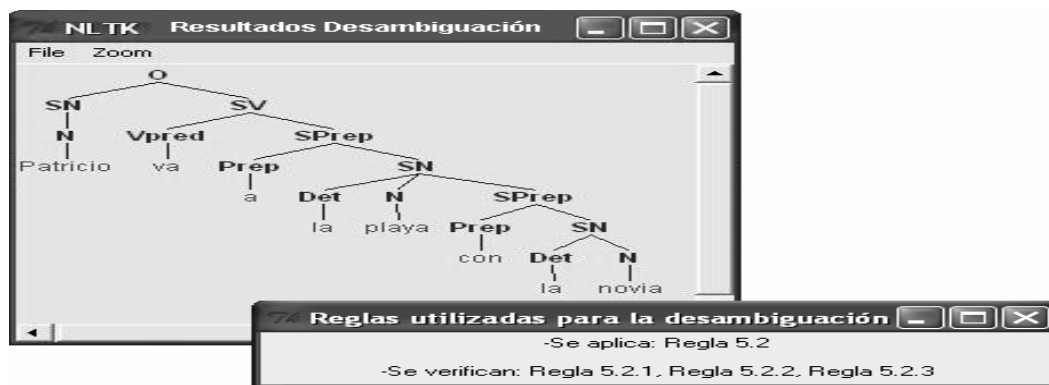 NLTK Resultados Desambiguación
File Zoom
O
SN SV
N Vpred SPrep
Patricio va Prep SN
a Det N SPrep
la playa Prep SN
con Det N
la novia
Reglas utilizadas para la desambiguación
-Se aplica: Regla 5.2
-Se verifican: Regla 5.2.1, Regla 5.2.2, Regla 5.2.3